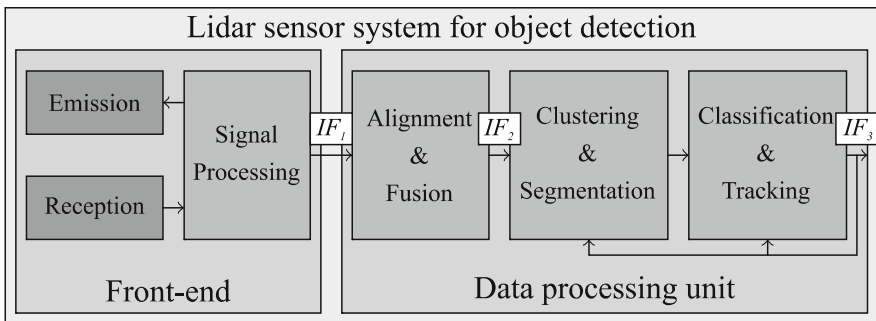 Lidar sensor system for object detection
Emission
Reception
Signal
Processing
IF₁
Alignment
&
Fusion
IF₂
Clustering
&
Segmentation
Classification
&
Tracking
IF₃
Front-end
Data processing unit